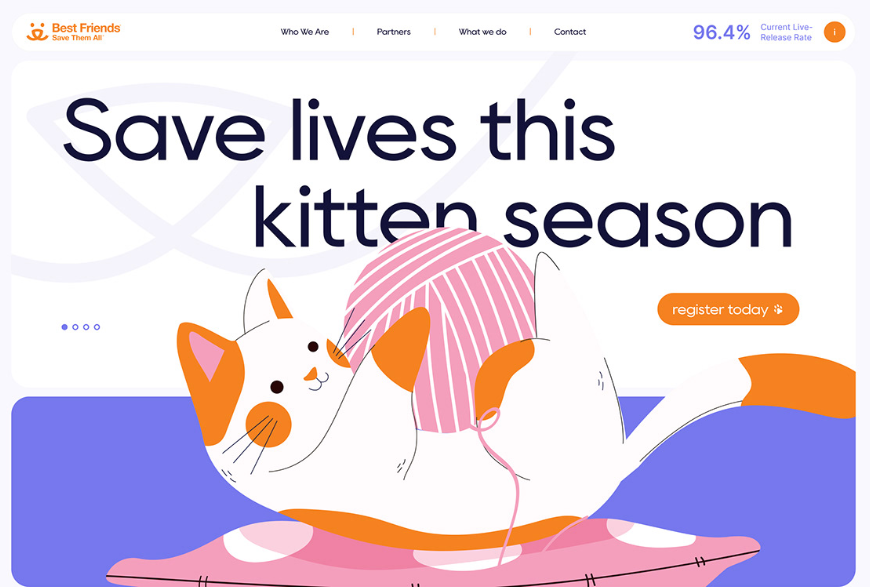 Best Friends
Save Them All
Who We Are
Partners
What we do
Contact
96.4%
Current Live-
Release Rate
i
Save lives this
kitten season
register today